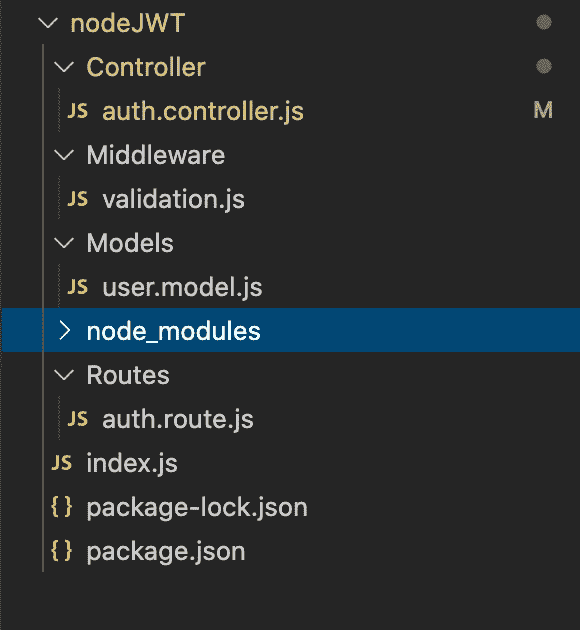 nodeJWT
Controller
JS auth.controller.js M
Middleware
JS validation.js
Models
JS user.model.js
node_modules
Routes
JS auth.route.js
JS index.js
{} package-lock.json
{} package.json